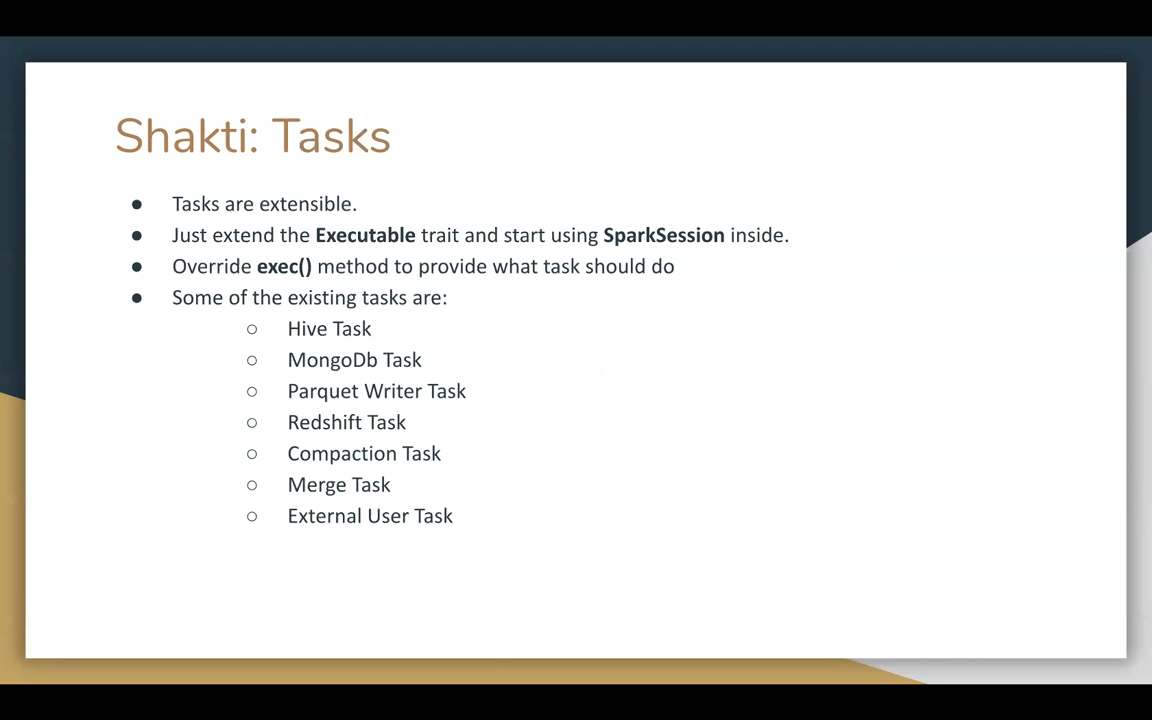 Shakti: Tasks
● Tasks are extensible.
● Just extend the Executable trait and start using SparkSession inside.
● Override exec() method to provide what task should do
● Some of the existing tasks are:
○ Hive Task
○ MongoDb Task
○ Parquet Writer Task
○ Redshift Task
○ Compaction Task
○ Merge Task
○ External User Task